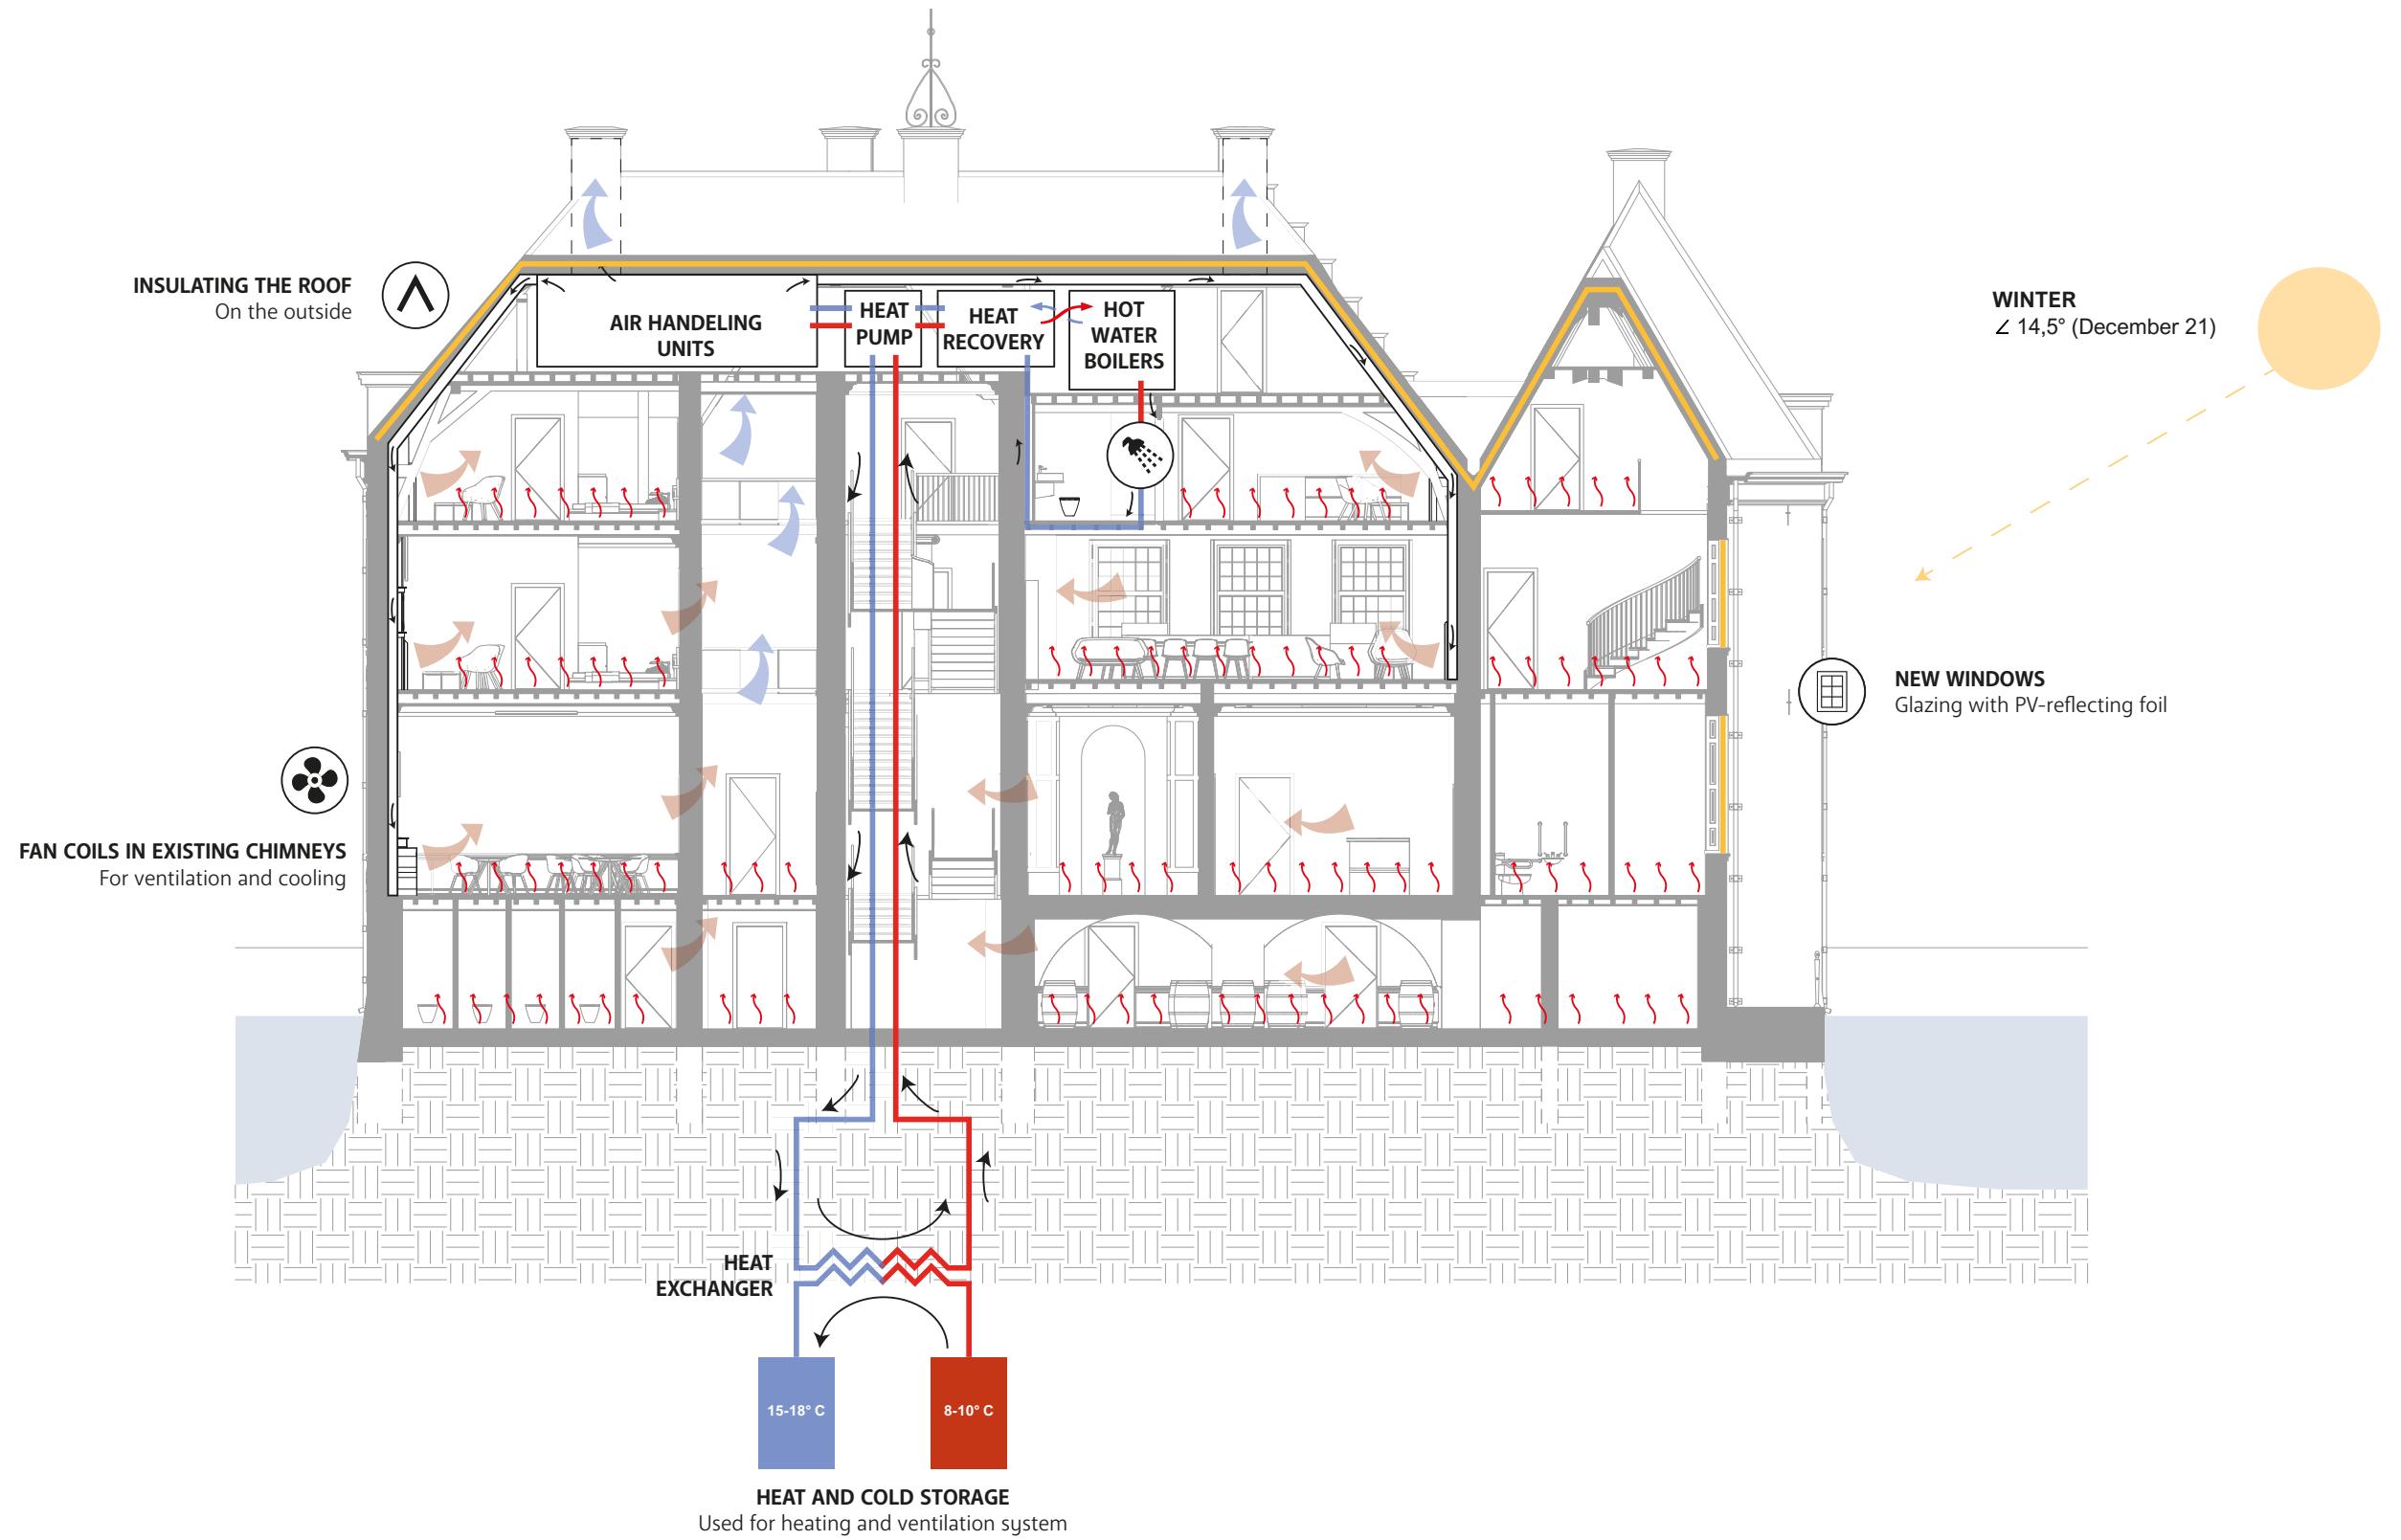 INSULATING THE ROOF
On the outside
AIR HANDELING
UNITS
HEAT
PUMP
HEAT
RECOVERY
HOT
WATER
BOILERS
WINTER
∠ 14,5° (December 21)
NEW WINDOWS
Glazing with PV-reflecting foil
FAN COILS IN EXISTING CHIMNEYS
For ventilation and cooling
HEAT
EXCHANGER
15-18° C
8-10° C
HEAT AND COLD STORAGE
Used for heating and ventilation system